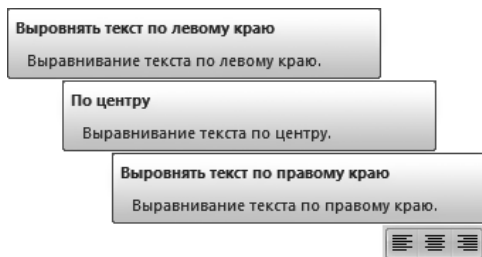 Выровнять текст по левому краю
Выравнивание текста по левому краю.
По центру
Выравнивание текста по центру.
Выровнять текст по правому краю
Выравнивание текста по правому краю.